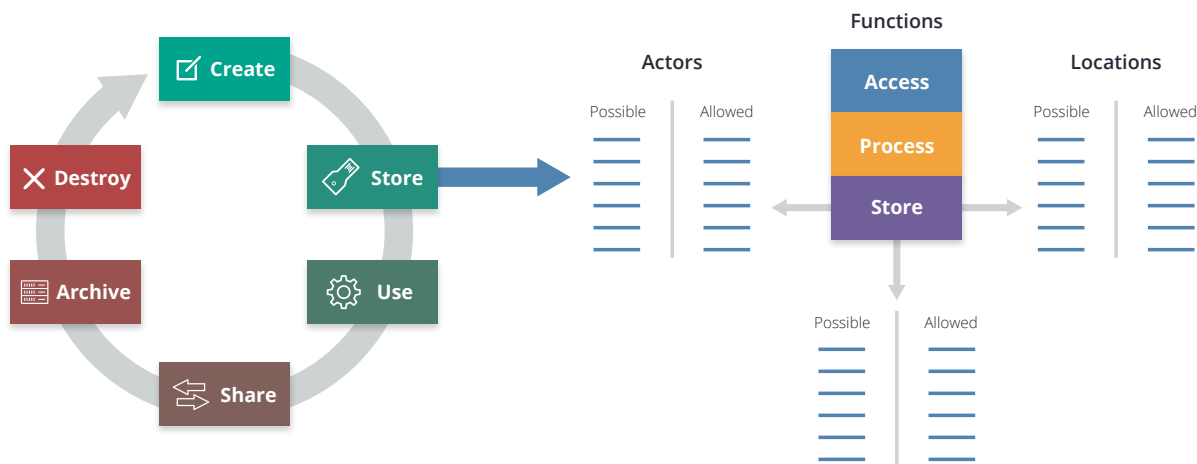 Create
Store
Use
Share
Archive
Destroy
Actors
Possible
Allowed
Functions
Access
Process
Store
Possible
Allowed
Locations
Possible
Allowed